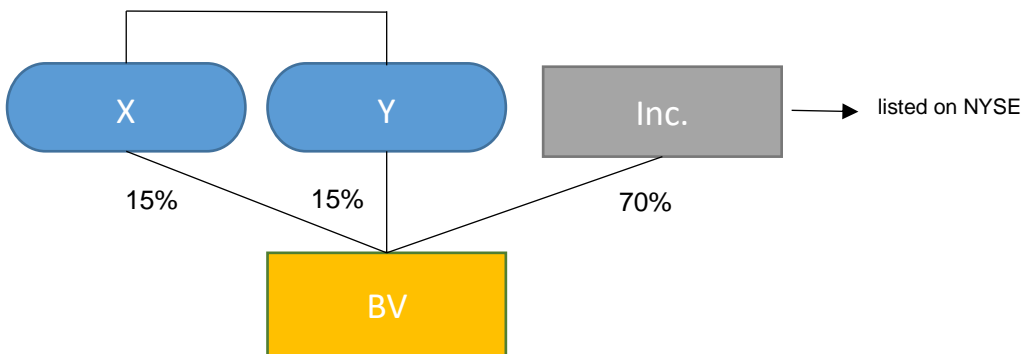 X
Y
Inc.
listed on NYSE
15%
15%
70%
BV